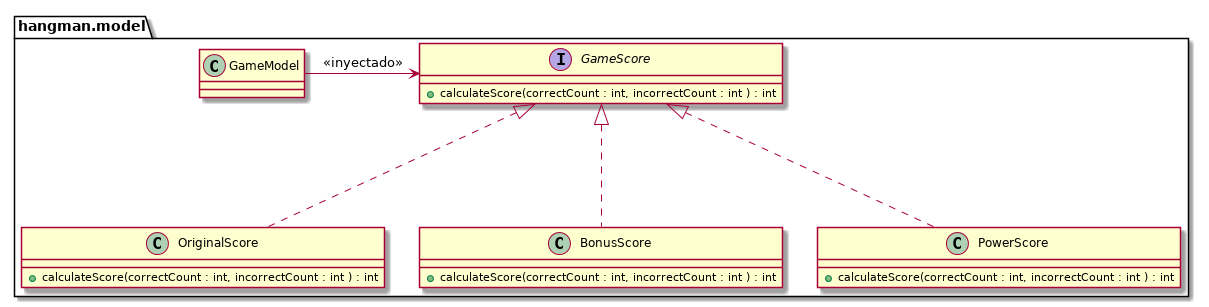 hangman.model
C GameModel
«inyectado»
I GameScore
calculateScore(correctCount : int, incorrectCount : int ) : int
C OriginalScore
calculateScore(correctCount : int, incorrectCount : int ) : int
C BonusScore
calculateScore(correctCount : int, incorrectCount : int ) : int
C PowerScore
calculateScore(correctCount : int, incorrectCount : int ) : int